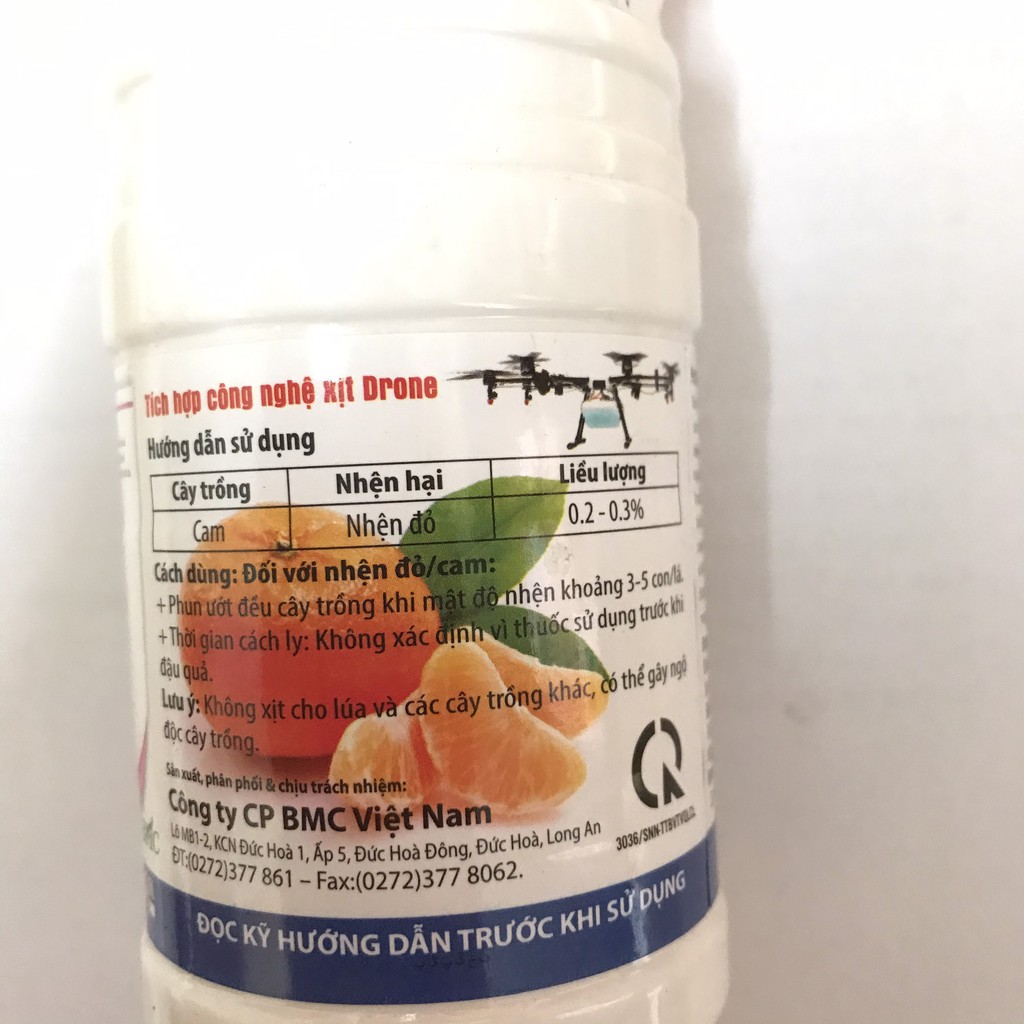 Tích hợp công nghệ xịt Drone
Hướng dẫn sử dụng
Cây trồng Nhện hại Liều lượng
Cam Nhện đỏ 0.2 - 0.3%
Cách dùng: Đối với nhện đỏ/cam:
+ Phun ướt đều cây trồng khi mật độ nhện khoảng 3-5 con/lá.
+ Thời gian cách ly: Không xác định vì thuốc sử dụng trước khi
đậu quả.
Lưu ý: Không xịt cho lúa và các cây trồng khác, có thể gây ngộ
độc cây trồng.
Sản xuất, phân phối & chịu trách nhiệm:
Công ty CP BMC Việt Nam
Lô MB1-2, KCN Đức Hoà 1, Ấp 5, Đức Hoà Đông, Đức Hoà, Long An
ĐT:(0272)377 861 – Fax:(0272)377 8062.
3036/SNN-TTBVTVQLCL
ĐỌC KỸ HƯỚNG DẪN TRƯỚC KHI SỬ DỤNG